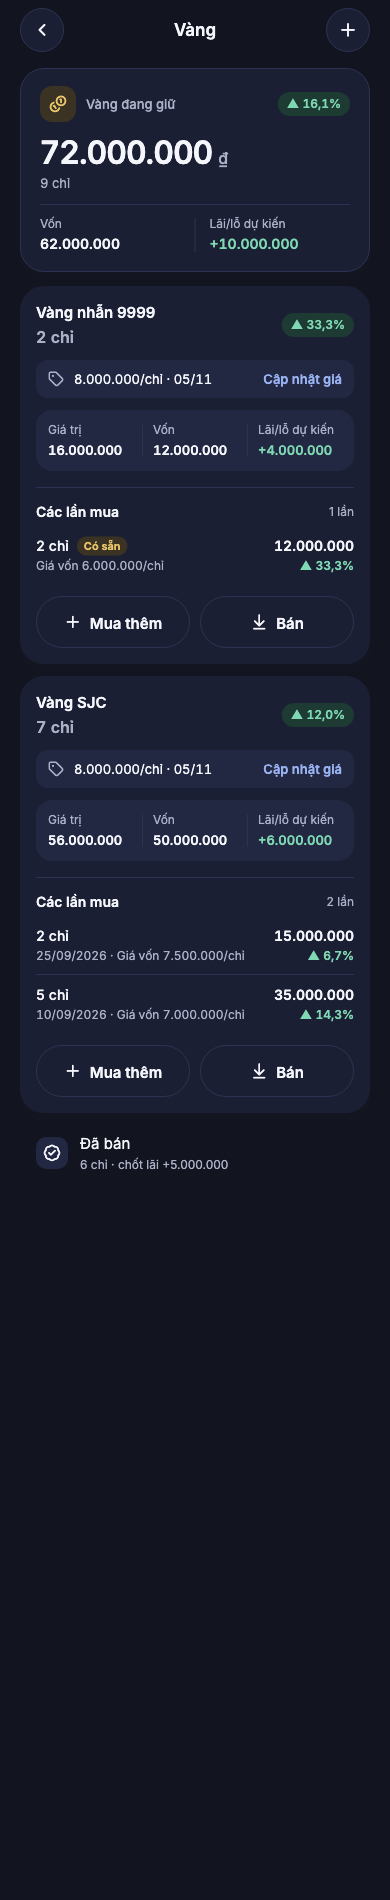 Vàng
Vàng đang giữ
▲ 16,1%
72.000.000 ₫
9 chỉ
Vốn
Lãi/lỗ dự kiến
62.000.000
+10.000.000
Vàng nhẫn 9999
2 chỉ
▲ 33,3%
8.000.000/chỉ · 05/11
Cập nhật giá
Giá trị
Vốn
Lãi/lỗ dự kiến
16.000.000
12.000.000
+4.000.000
Các lần mua
1 lần
2 chỉ
Có sẵn
12.000.000
Giá vốn 6.000.000/chỉ
▲ 33,3%
Mua thêm
Bán
Vàng SJC
7 chỉ
▲ 12,0%
8.000.000/chỉ · 05/11
Cập nhật giá
Giá trị
Vốn
Lãi/lỗ dự kiến
56.000.000
50.000.000
+6.000.000
Các lần mua
2 lần
2 chỉ
15.000.000
25/09/2026 · Giá vốn 7.500.000/chỉ
▲ 6,7%
5 chỉ
35.000.000
10/09/2026 · Giá vốn 7.000.000/chỉ
▲ 14,3%
Mua thêm
Bán
Đã bán
6 chỉ · chốt lãi +5.000.000